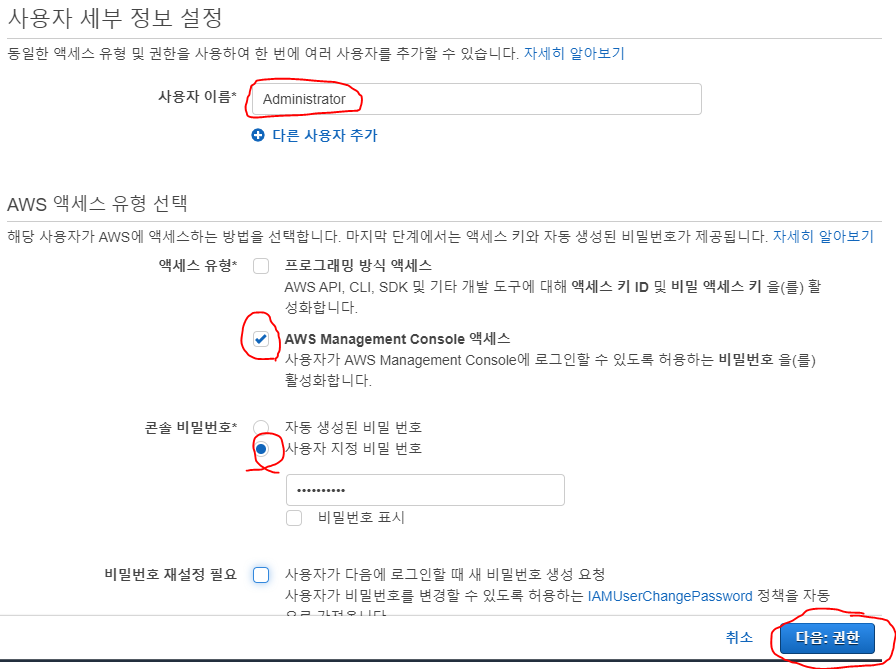 사용자 세부 정보 설정
동일한 액세스 유형 및 권한을 사용하여 한 번에 여러 사용자를 추가할 수 있습니다. 자세히 알아보기
사용자 이름* Administrator
다른 사용자 추가
AWS 액세스 유형 선택
해당 사용자가 AWS에 액세스하는 방법을 선택합니다. 마지막 단계에서는 액세스 키와 자동 생성된 비밀번호가 제공됩니다. 자세히 알아보기
액세스 유형* 프로그래밍 방식 액세스
AWS API, CLI, SDK 및 기타 개발 도구에 대해 액세스 키 ID 및 비밀 액세스 키 을(를) 활
성화합니다.
AWS Management Console 액세스
사용자가 AWS Management Console에 로그인할 수 있도록 허용하는 비밀번호 을(를)
활성화합니다.
콘솔 비밀번호* 자동 생성된 비밀 번호
사용자 지정 비밀 번호
••••••••••
비밀번호 표시
비밀번호 재설정 필요 사용자가 다음에 로그인할 때 새 비밀번호 생성 요청
사용자가 비밀번호를 변경할 수 있도록 허용하는 IAMUserChangePassword 정책을 자동
취소 다음: 권한